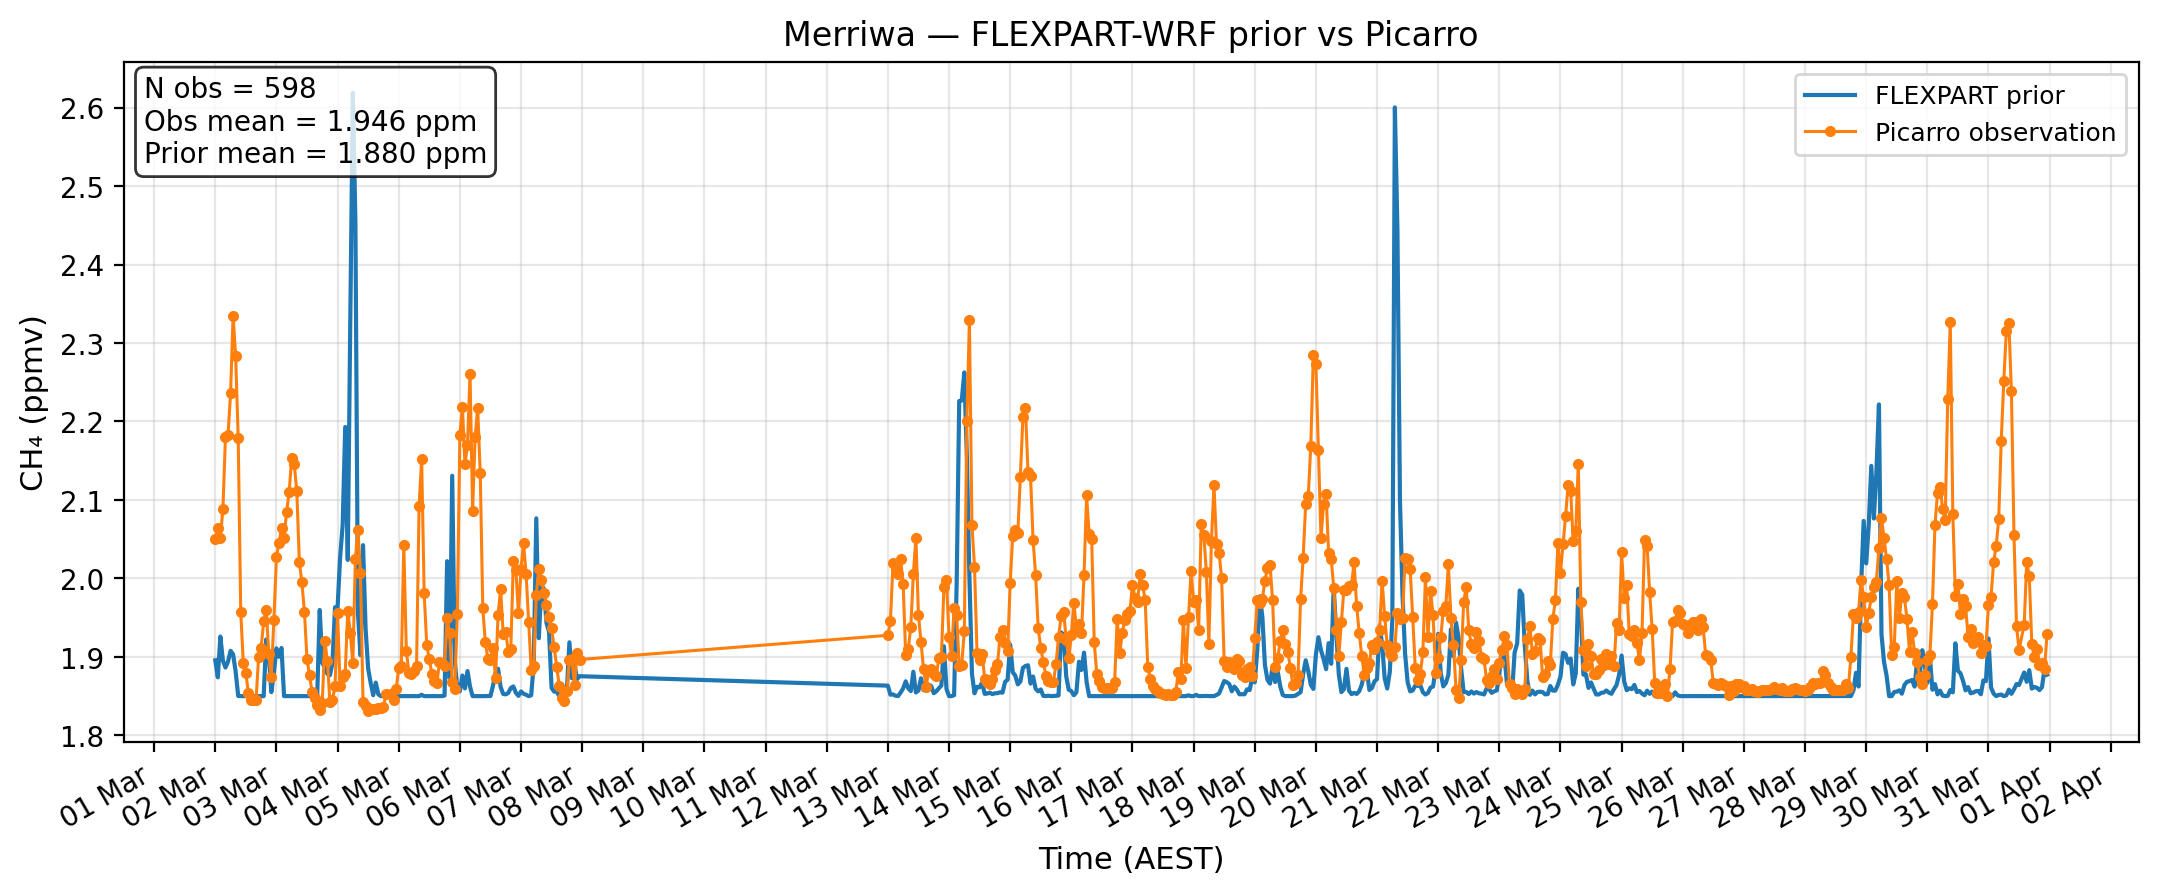 Merriwa — FLEXPART-WRF prior vs Picarro
N obs = 598
Obs mean = 1.946 ppm
Prior mean = 1.880 ppm
FLEXPART prior
Picarro observation
CH₄ (ppmv)
2.6
2.5
2.4
2.3
2.2
2.1
2.0
1.9
1.8
01 Mar
02 Mar
03 Mar
04 Mar
05 Mar
06 Mar
07 Mar
08 Mar
09 Mar
10 Mar
11 Mar
12 Mar
13 Mar
14 Mar
15 Mar
16 Mar
17 Mar
18 Mar
19 Mar
20 Mar
21 Mar
22 Mar
23 Mar
24 Mar
25 Mar
26 Mar
27 Mar
28 Mar
29 Mar
30 Mar
31 Mar
01 Apr
02 Apr
Time (AEST)